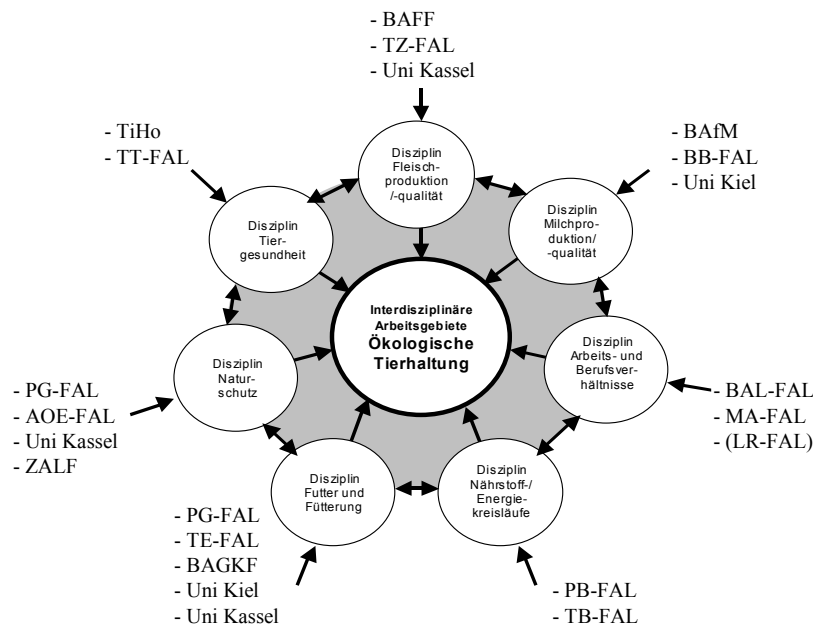 - BAFF
- TZ-FAL
- Uni Kassel
- TiHo
- TT-FAL
- BAfM
- BB-FAL
- Uni Kiel
Disziplin
Fleisch-
produktion
/-qualität
Disziplin
Tier-
gesundheit
Disziplin
Milchpro-
duktion/
-qualität
Interdisziplinäre
Arbeitsgebiete
Ökologische
Tierhaltung
Disziplin
Natur-
schutz
Disziplin
Arbeits- und
Berufsver-
hältnisse
- PG-FAL
- AOE-FAL
- Uni Kassel
- ZALF
- BAL-FAL
- MA-FAL
- (LR-FAL)
Disziplin
Futter und
Fütterung
Disziplin
Nährstoff-/
Energie-
kreisläufe
- PG-FAL
- TE-FAL
- BAGKF
- Uni Kiel
- Uni Kassel
- PB-FAL
- TB-FAL